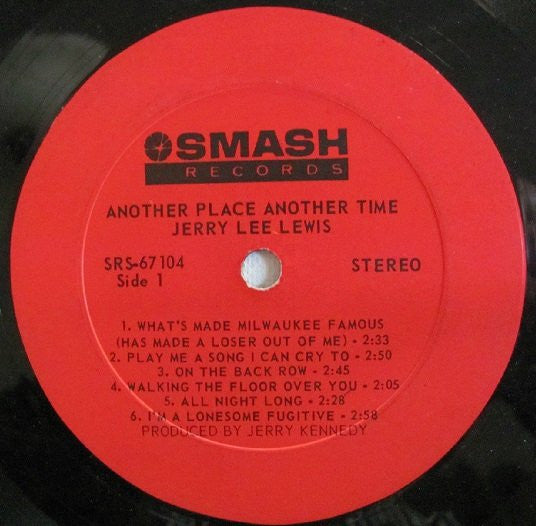 SMASH
RECORDS
ANOTHER PLACE ANOTHER TIME
JERRY LEE LEWIS
SRS-67104 STEREO
Side 1
1. WHAT'S MADE MILWAUKEE FAMOUS
(HAS MADE A LOSER OUT OF ME) - 2:33
2. PLAY ME A SONG I CAN CRY TO - 2:50
3. ON THE BACK ROW - 2:45
4. WALKING THE FLOOR OVER YOU - 2:05
5. ALL NIGHT LONG - 2:28
6. I'M A LONESOME FUGITIVE - 2:58
PRODUCED BY JERRY KENNEDY